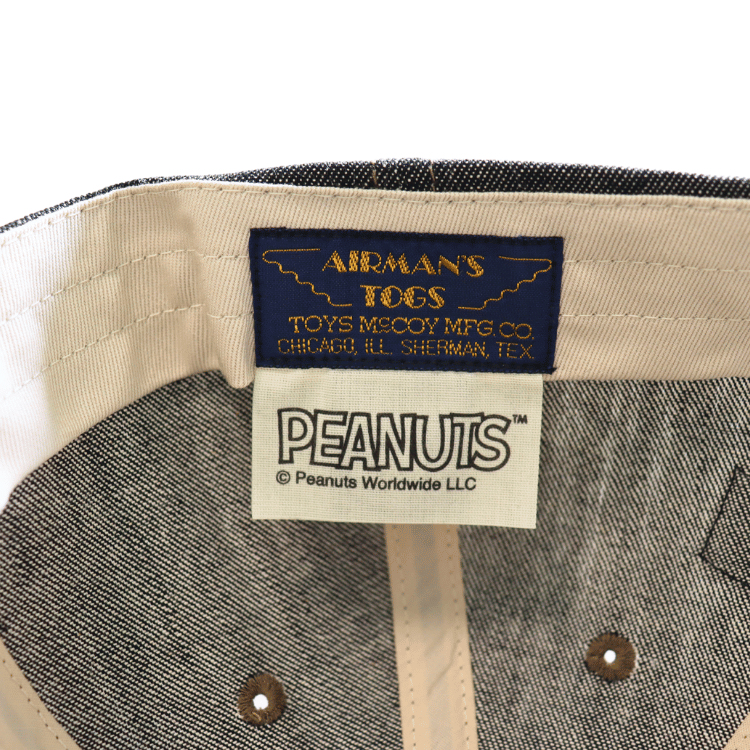 AIRMAN'S
TOGS
TOYS McCOY MFG.CO.
CHICAGO, ILL. SHERMAN, TEX.
PEANUTS™
© Peanuts Worldwide LLC